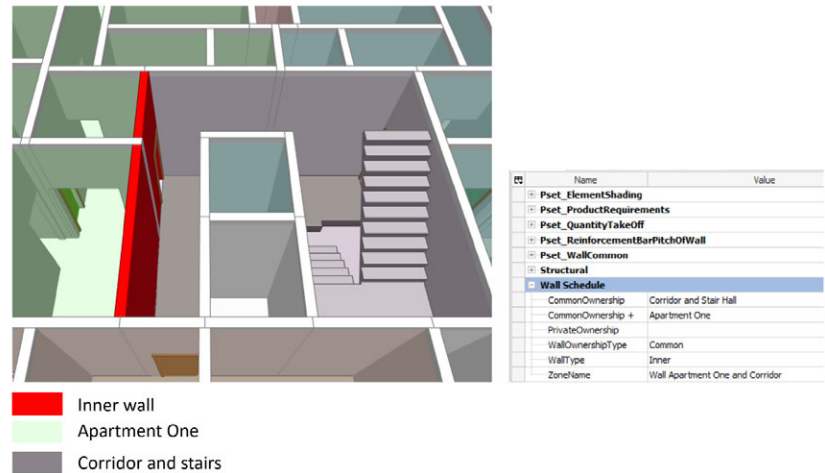 Name Value
Pset_ElementShading
Pset_ProductRequirements
Pset_QuantityTakeOff
Pset_ReinforcementBarPitchOfWall
Pset_WallCommon
Structural
Wall Schedule
CommonOwnership Corridor and Stair Hall
CommonOwnership + Apartment One
PrivateOwnership
WallOwnershipType Common
WallType Inner
ZoneName Wall Apartment One and Corridor
Inner wall
Apartment One
Corridor and stairs